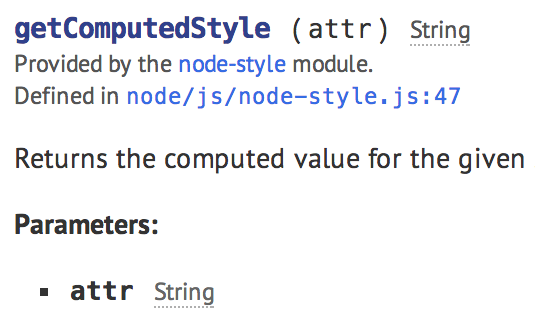 getComputedStyle (attr) String
Provided by the node-style module.
Defined in node/js/node-style.js:47
Returns the computed value for the given
Parameters:
▪ attr String